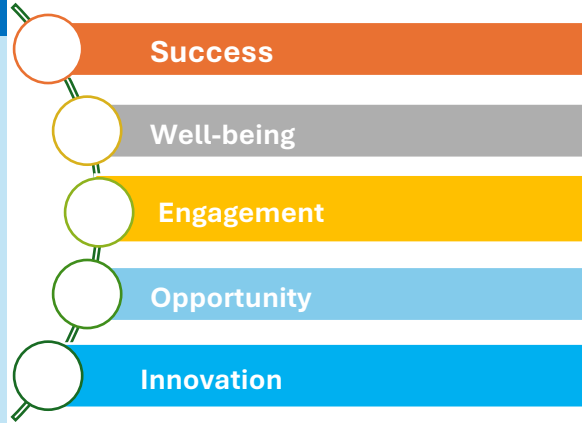 Success
Well-being
Engagement
Opportunity
Innovation